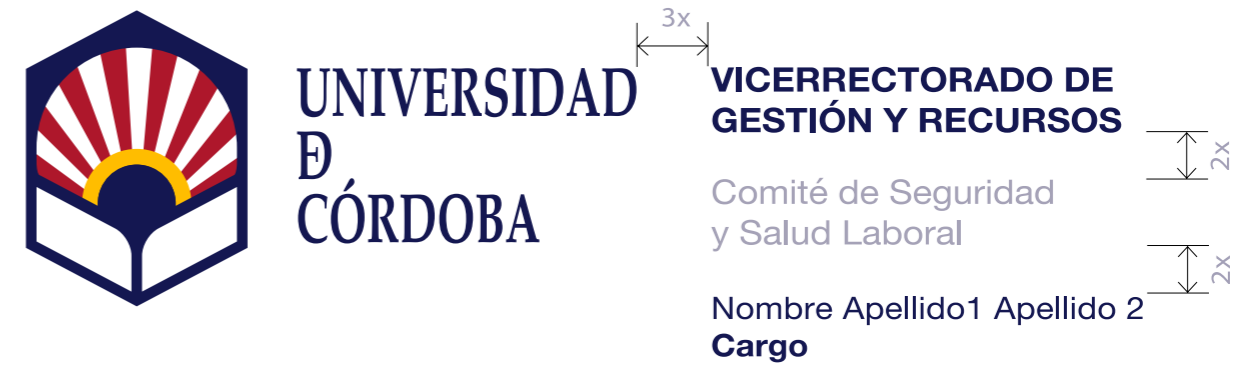 3x
UNIVERSIDAD
Đ
CÓRDOBA
VICERRECTORADO DE
GESTIÓN Y RECURSOS
2x
Comité de Seguridad
y Salud Laboral
2x
Nombre Apellido1 Apellido 2
Cargo